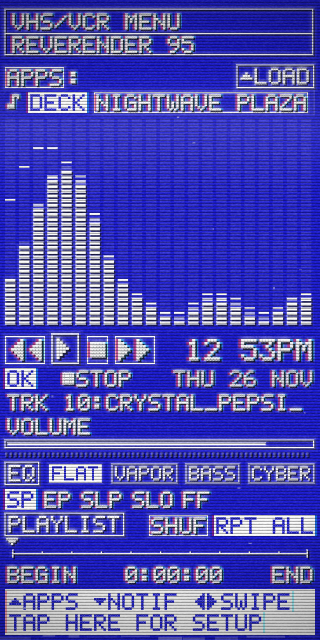 VHS/VCR MENU
REVERENDER 95
APPS: ▲LOAD
♪ DECK NIGHTWAVE PLAZA
12 53PM
OK ■STOP THU 26 NOV
TRK 10:CRYSTAL_PEPSI_
VOLUME
EQ FLAT VAPOR BASS CYBER
SP EP SLP SLO FF
PLAYLIST SHUF RPT ALL
BEGIN 0:00:00 END
▲APPS ▼NOTIF ◀▶SWIPE
TAP HERE FOR SETUP